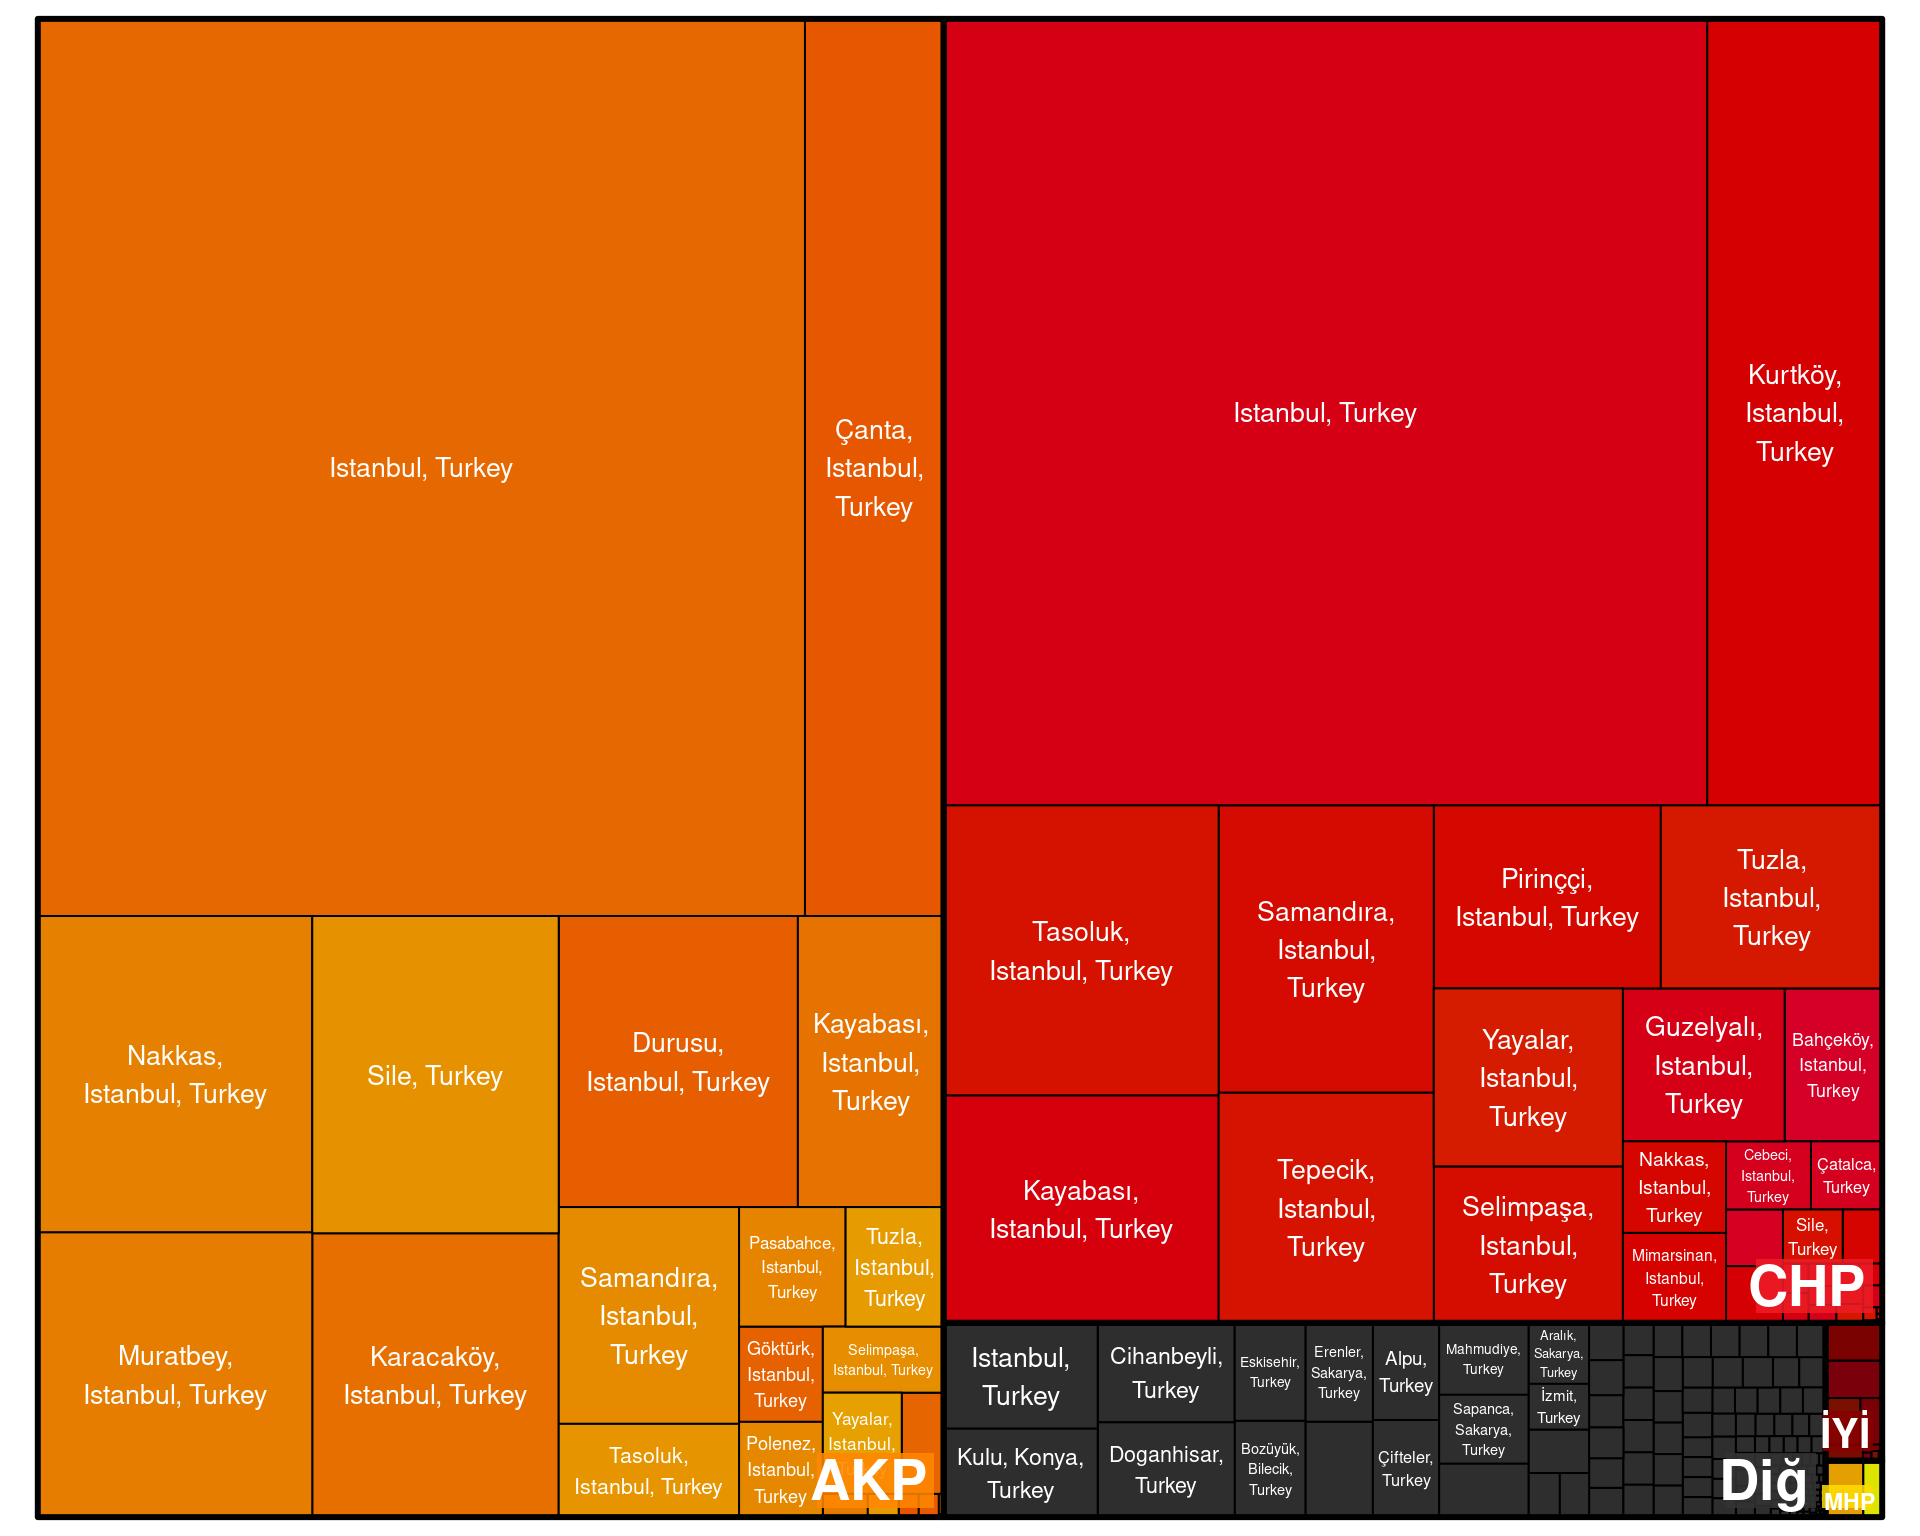 Istanbul, Turkey
Çanta,
Istanbul,
Turkey
Nakkas,
Istanbul, Turkey
Sile, Turkey
Durusu,
Istanbul, Turkey
Kayabası,
Istanbul,
Turkey
Muratbey,
Istanbul, Turkey
Karacaköy,
Istanbul, Turkey
Samandıra,
Istanbul,
Turkey
Tasoluk,
Istanbul, Turkey
Pasabahce,
Istanbul,
Turkey
Tuzla,
Istanbul,
Turkey
Göktürk,
Istanbul,
Turkey
Selimpaşa,
Istanbul, Turkey
Polenez,
Istanbul,
Turkey
Yayalar,
Istanbul,
AKP
Istanbul, Turkey
Kurtköy,
Istanbul,
Turkey
Tasoluk,
Istanbul, Turkey
Samandıra,
Istanbul,
Turkey
Pirinççi,
Istanbul, Turkey
Tuzla,
Istanbul,
Turkey
Kayabası,
Istanbul, Turkey
Tepecik,
Istanbul,
Turkey
Yayalar,
Istanbul,
Turkey
Guzelyalı,
Istanbul,
Turkey
Bahçeköy,
Istanbul,
Turkey
Selimpaşa,
Istanbul,
Turkey
Nakkas,
Istanbul,
Turkey
Cebeci,
Istanbul,
Turkey
Çatalca,
Turkey
Mimarsinan,
Istanbul,
Turkey
Sile,
Turkey
CHP
Istanbul,
Turkey
Cihanbeyli,
Turkey
Eskisehir,
Turkey
Erenler,
Sakarya,
Turkey
Alpu,
Turkey
Mahmudiye,
Turkey
Aralık,
Sakarya,
Turkey
Kulu, Konya,
Turkey
Doganhisar,
Turkey
Bozüyük,
Bilecik,
Turkey
Çifteler,
Turkey
Sapanca,
Sakarya,
Turkey
İzmit,
Turkey
Diğ
İYİ
MHP